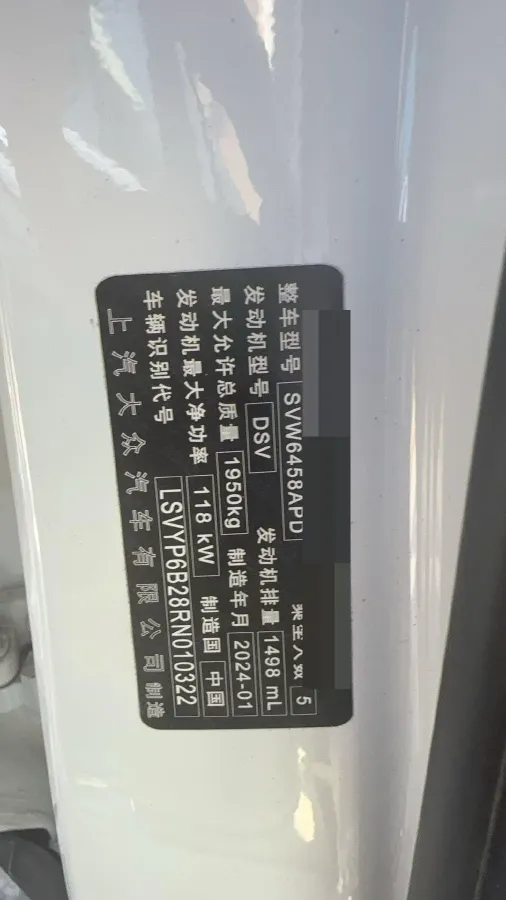 整车型号 SVW6458APD 乘坐人数 5
发动机型号 DSV 发动机排量 1498 mL
最大允许总质量 1950kg 制造年月 2024-01
发动机最大净功率 118 kW 制造国 中国
车辆识别代号 LSVYP6B28RN010322
上汽大众汽车有限公司制造